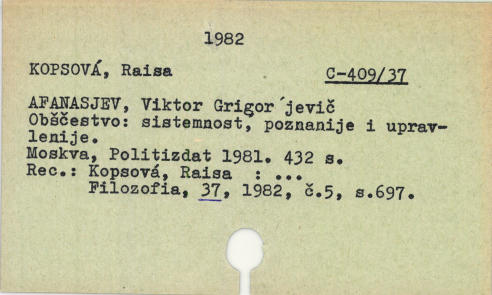 1982
KOPSOVÁ, Raisa C-409/37
AFANASJEV, Viktor Grigor´jevič
Obščestvo: sistemnosť, poznanije i uprav-
lenije.
Moskva, Politizdat 1981. 432 s.
Rec.: Kopsová, Raisa : ...
Filozofia, 37, 1982, č.5, s.697.